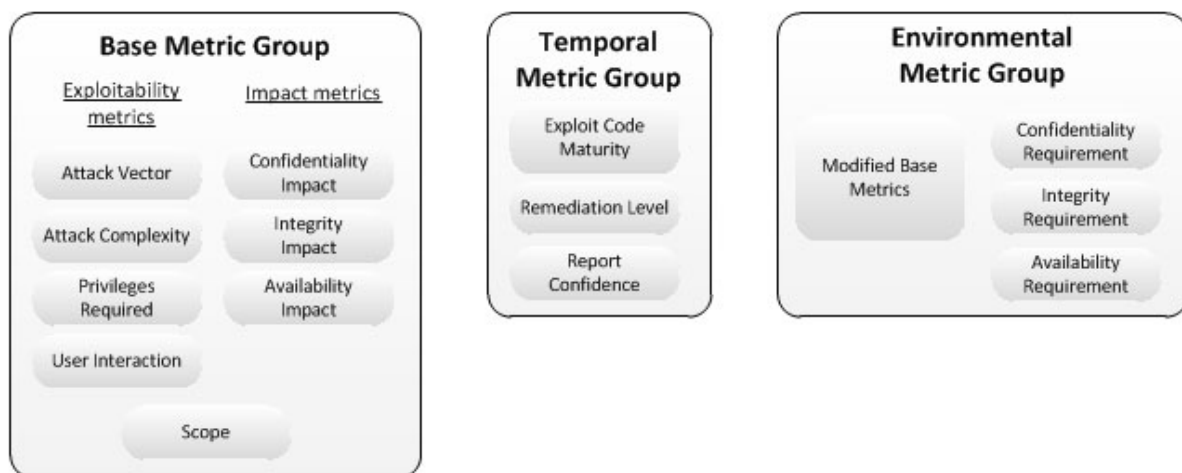 Base Metric Group
Exploitability
metrics
Impact metrics
Attack Vector
Confidentiality
Impact
Attack Complexity
Integrity
Impact
Privileges
Required
Availability
Impact
User Interaction
Scope
Temporal
Metric Group
Exploit Code
Maturity
Remediation Level
Report
Confidence
Environmental
Metric Group
Modified Base
Metrics
Confidentiality
Requirement
Integrity
Requirement
Availability
Requirement